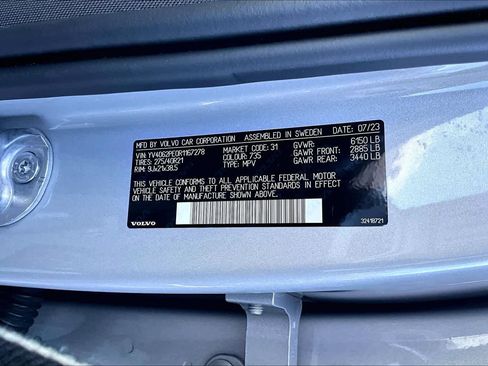 MFD BY VOLVO CAR CORPORATION ASSEMBLED IN SWEDEN DATE: 07/23
VIN: YV4062PE0R1167278 MARKET CODE: 31 GVWR: 6150 LB
TIRES: 275/40R21 COLOUR: 735 GAWR FRONT: 2885 LB
RIM: 9Jx21x38.5 TYPE: MPV GAWR REAR: 3440 LB
THIS VEHICLE CONFORMS TO ALL APPLICABLE FEDERAL MOTOR
VEHICLE SAFETY AND THEFT PREVENTION STANDARDS IN EFFECT
ON THE DATE OF MANUFACTURE SHOWN ABOVE.
VOLVO 32418721